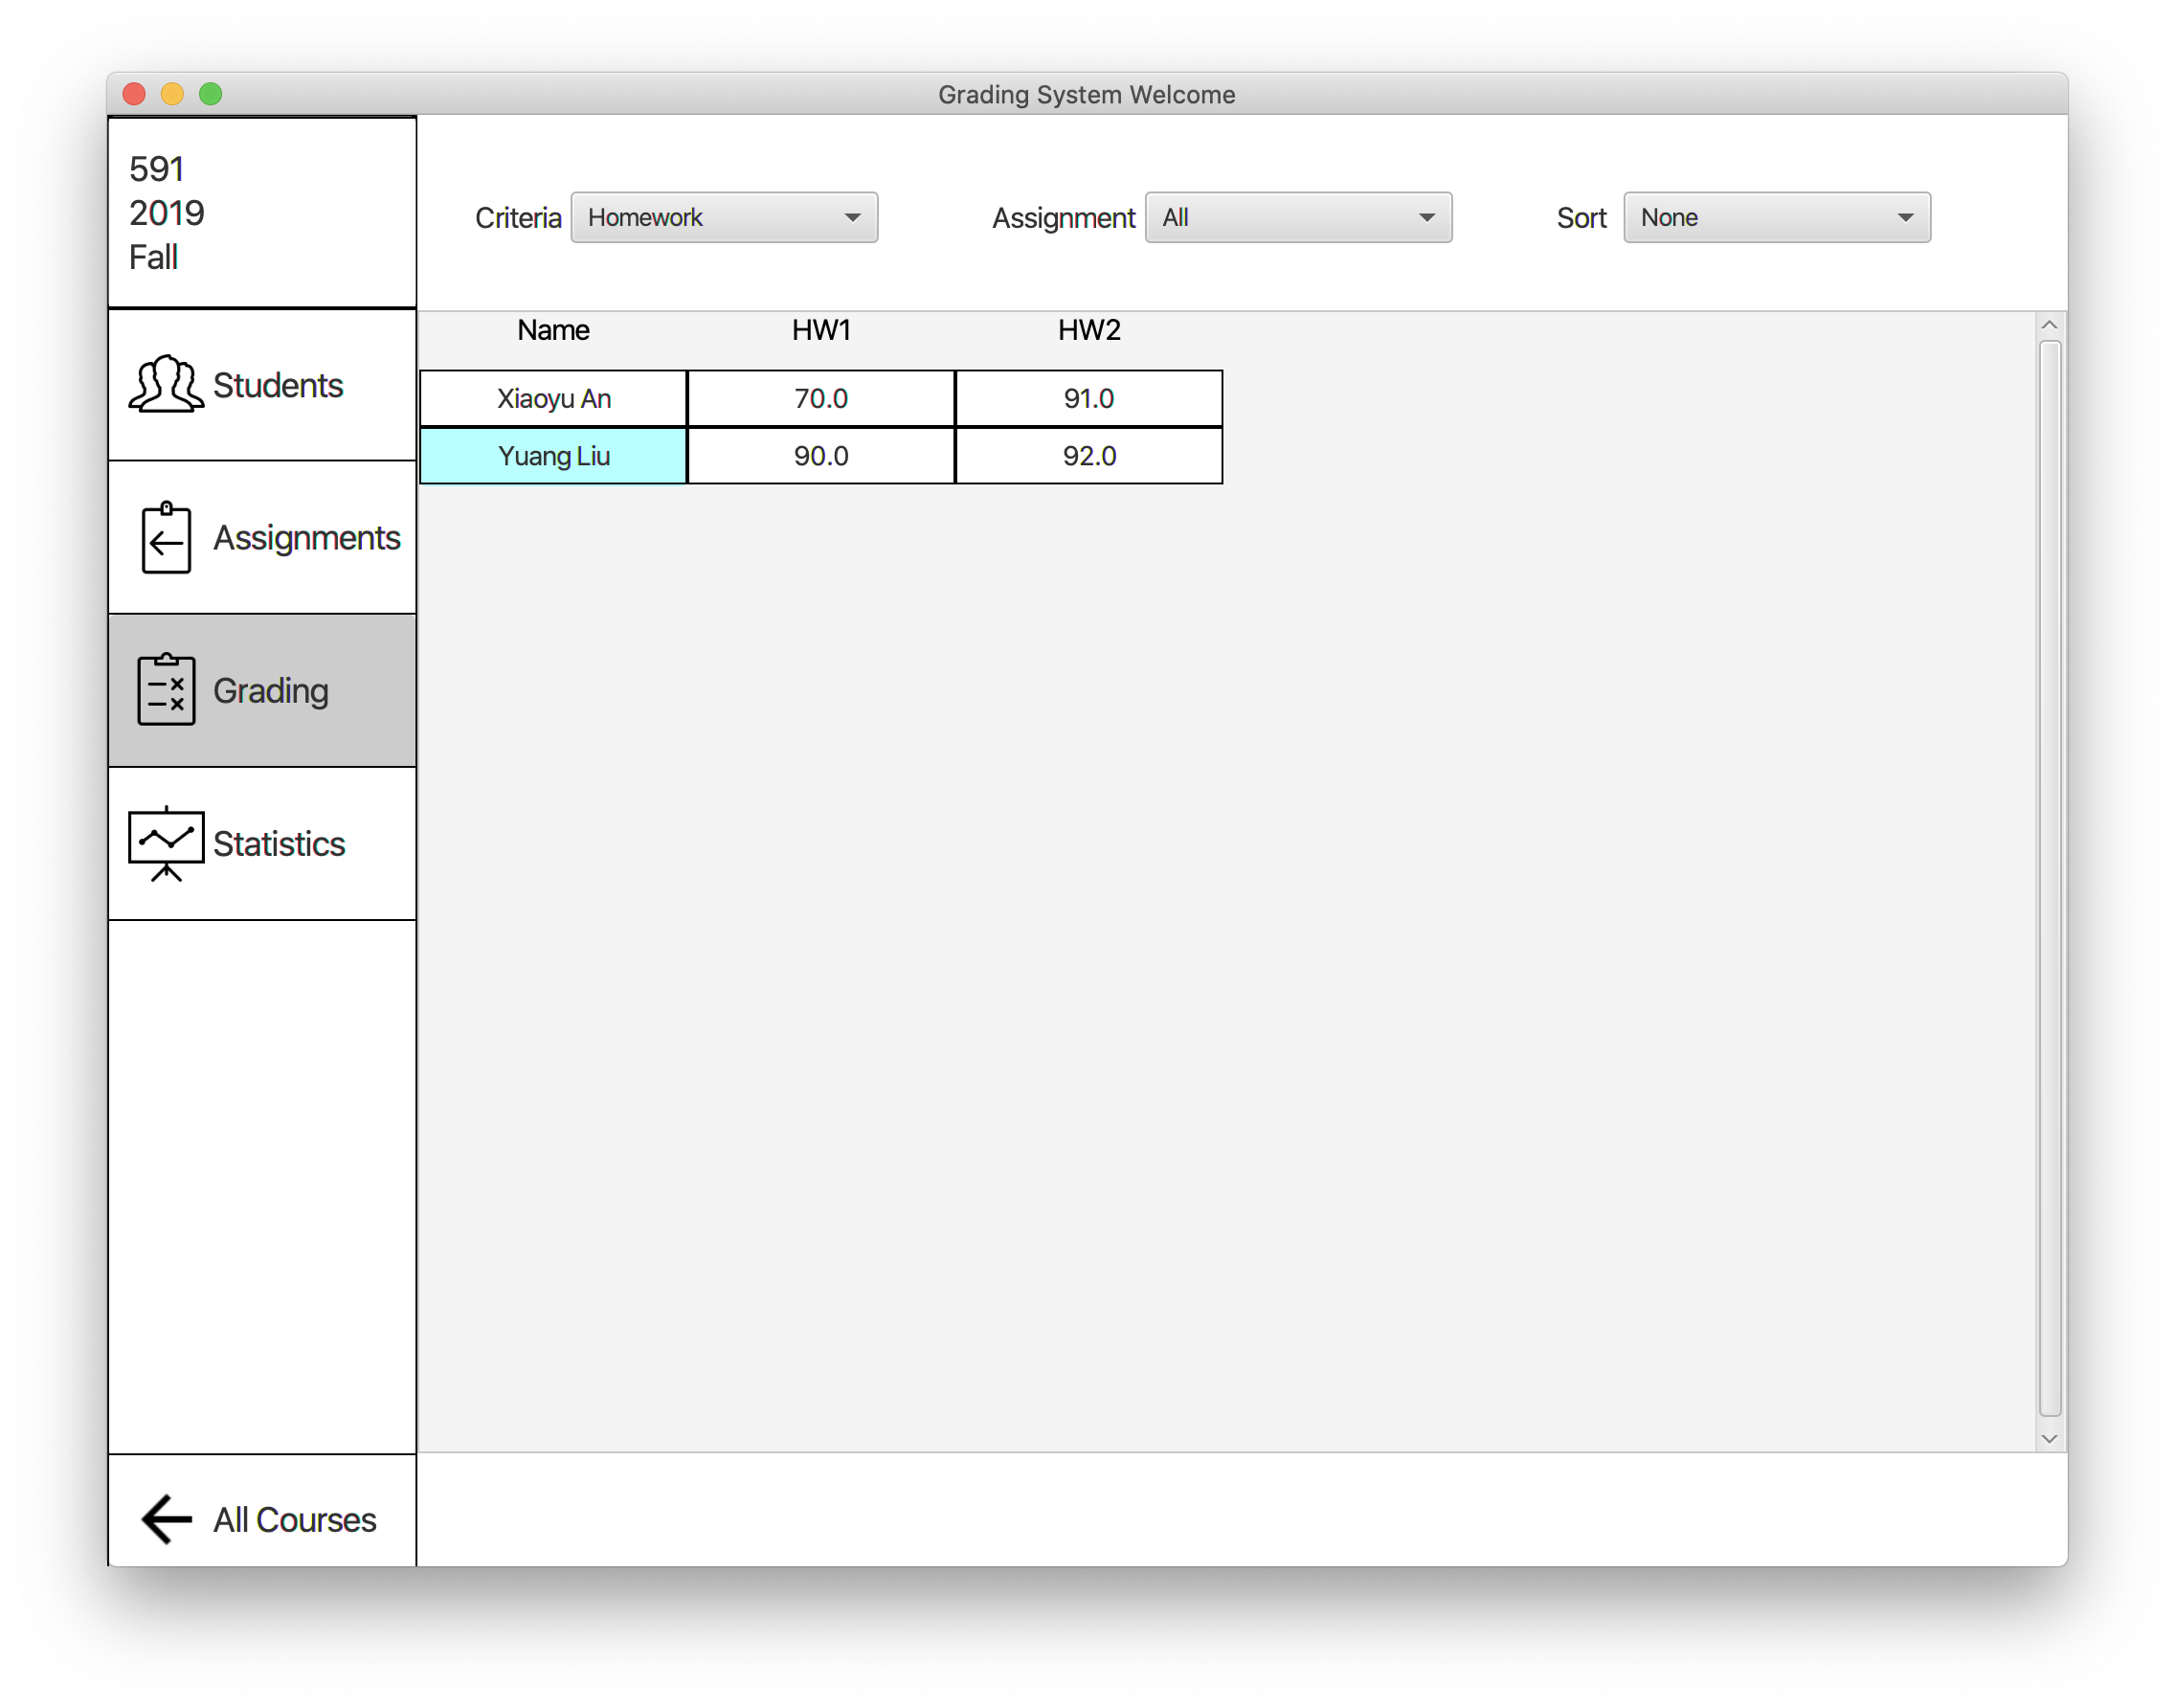 Grading System Welcome
591
2019
Fall
Criteria Homework Assignment All Sort None
Students
Assignments
Grading
Statistics
All Courses
Name HW1 HW2
Xiaoyu An 70.0 91.0
Yuang Liu 90.0 92.0